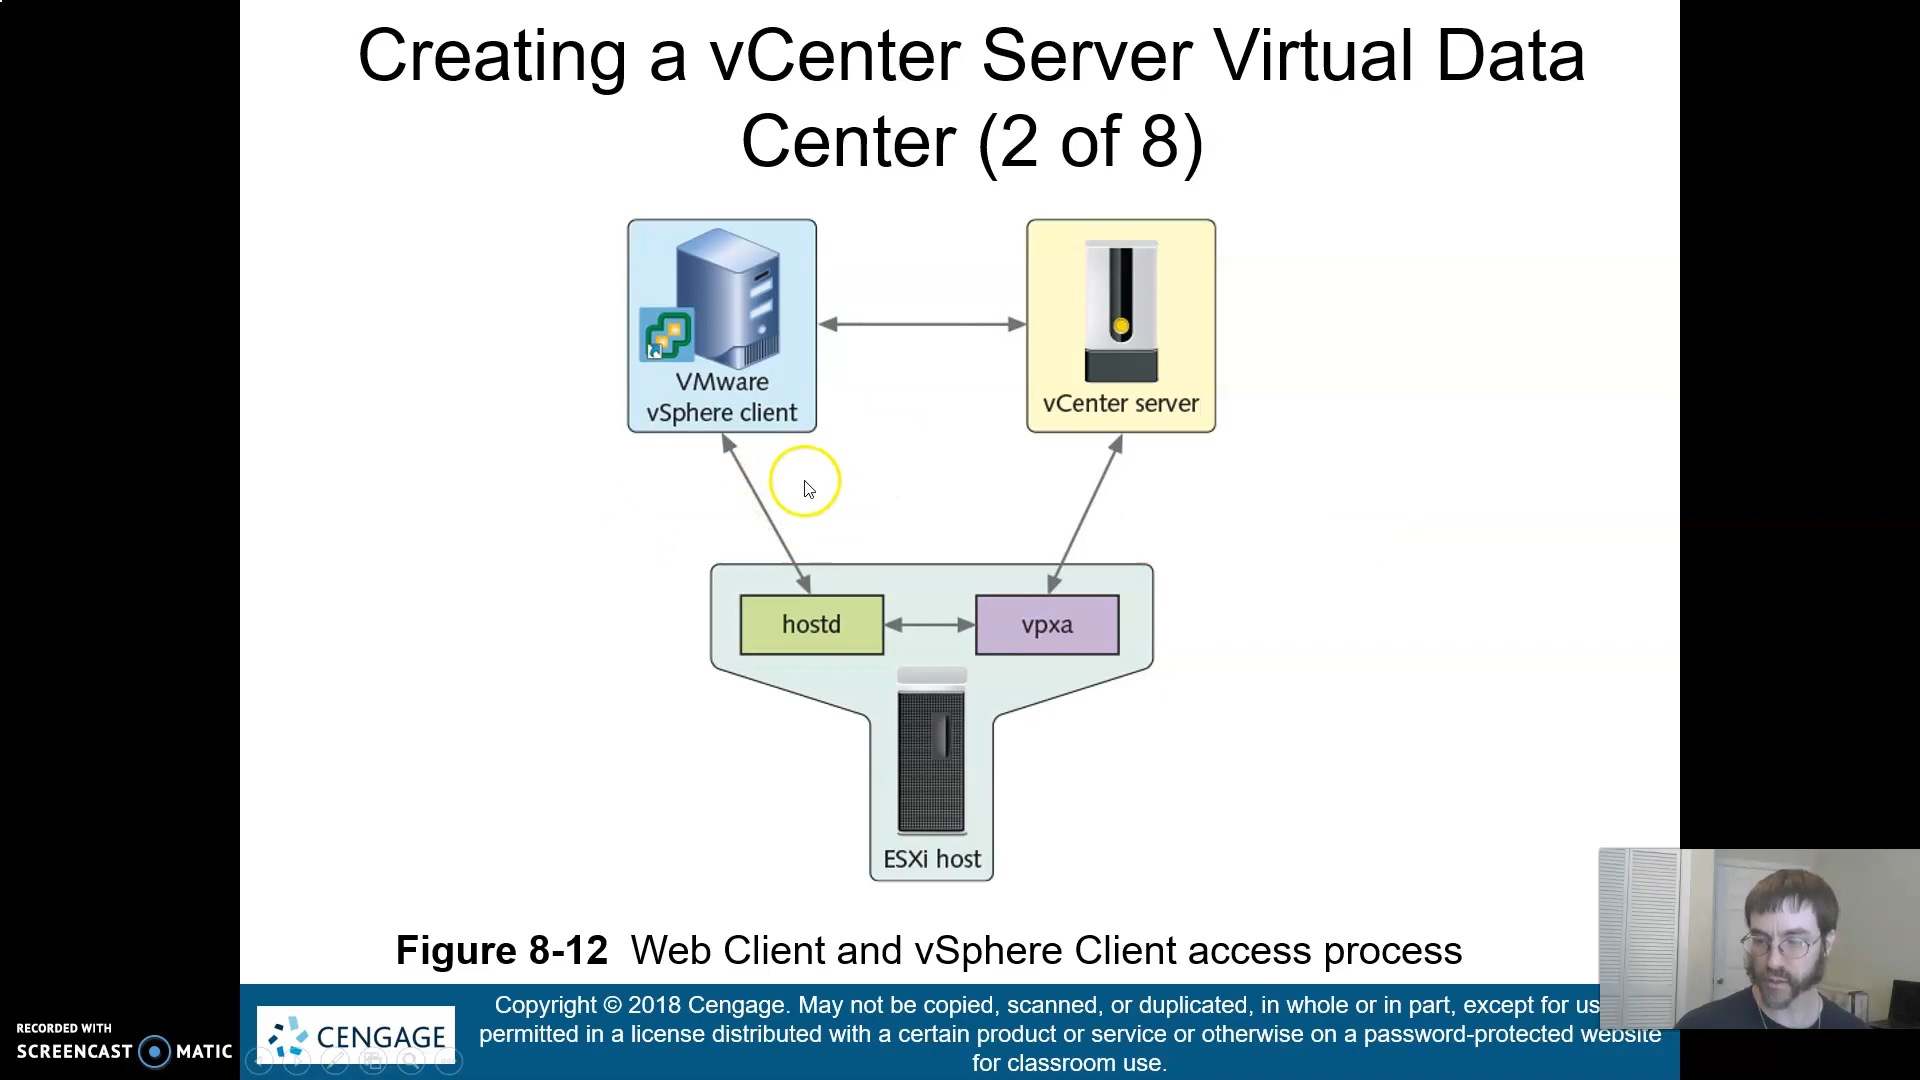 Creating a vCenter Server Virtual Data
Center (2 of 8)
VMware
vSphere client
vCenter server
hostd
vpxa
ESXi host
Figure 8-12 Web Client and vSphere Client access process
Copyright © 2018 Cengage. May not be copied, scanned, or duplicated, in whole or in part, except for us
permitted in a license distributed with a certain product or service or otherwise on a password-protected website
for classroom use.
CENGAGE
RECORDED WITH
SCREENCAST MATIC